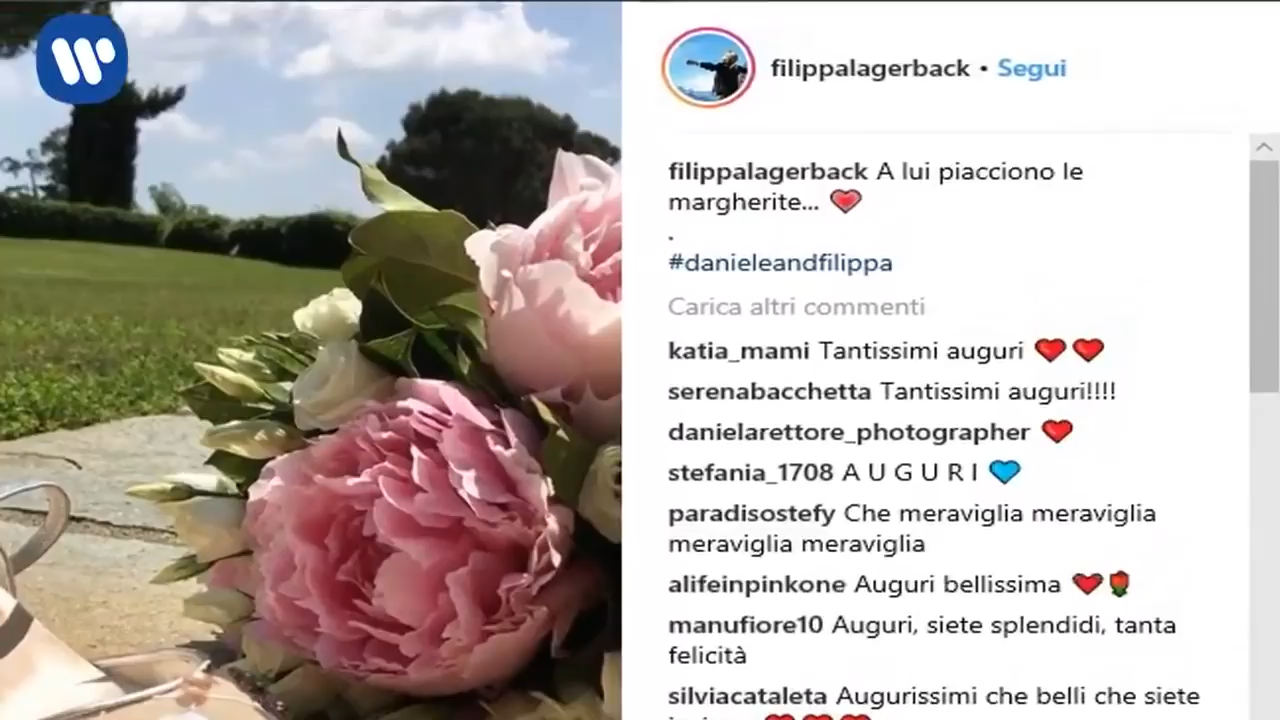 filippalagerback • Segui
filippalagerback A lui piacciono le
margherite... ❤
.
#danieleandfilippa
Carica altri commenti
katia_mami Tantissimi auguri ❤❤
serenabacchetta Tantissimi auguri!!!!
danielarettore_photographer ❤
stefania_1708 A U G U R I 💙
paradisostefy Che meraviglia meraviglia
meraviglia meraviglia
alifeinpinkone Auguri bellissima ❤🌹
manufiore10 Auguri, siete splendidi, tanta
felicità
silviacataleta Augurissimi che belli che siete